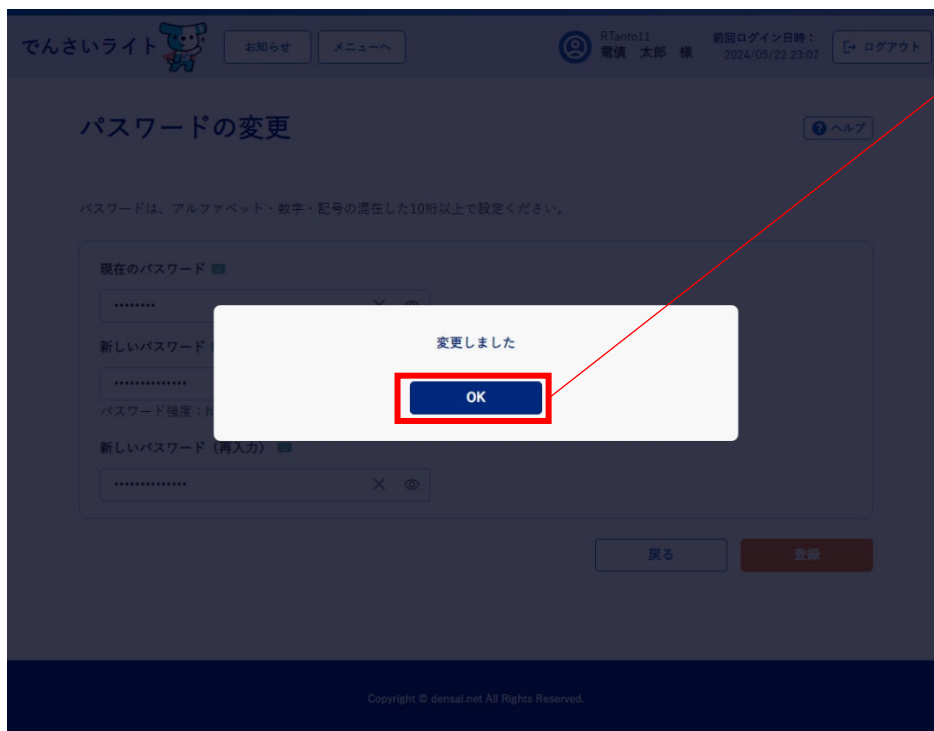 でんさいライト
お知らせ
メニューへ
RTanto11
電債 太郎 様
前回ログイン日時：
2024/05/22 23:07
ログアウト
パスワードの変更
ヘルプ
パスワードは、アルファベット・数字・記号の混在した10桁以上で設定ください。
現在のパスワード
••••••••
新しいパスワード
••••••••••••••
パスワード強度：
変更しました
OK
新しいパスワード（再入力）
••••••••••••••
戻る
登録
Copyright © densai.net All Rights Reserved.